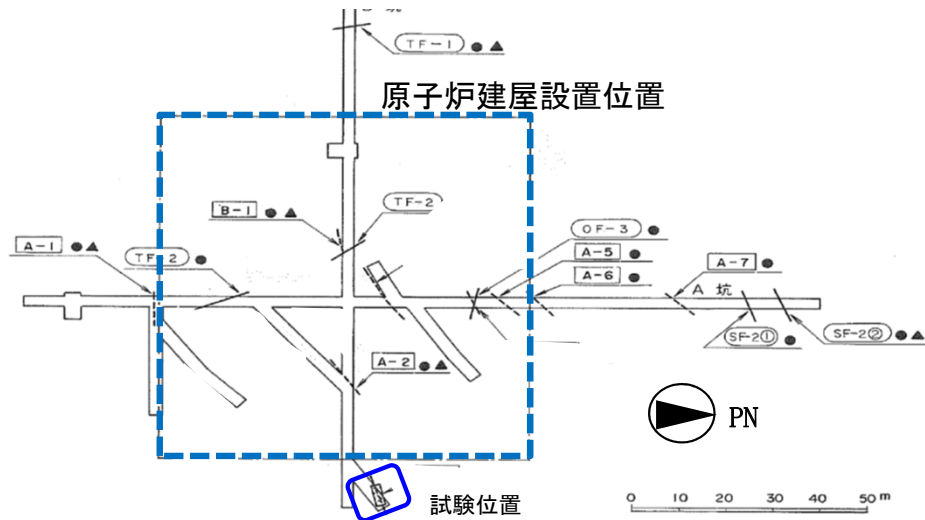 TF-1 ● ▲
原子炉建屋設置位置
B-1 ● ▲
TF-2
A-1 ● ▲
TF-2 ●
OF-3 ●
A-5 ●
A-6 ●
A-7 ●
A 坑
SF-2① ●
SF-2② ● ▲
A-2 ● ▲
PN
試験位置
0 10 20 30 40 50 m